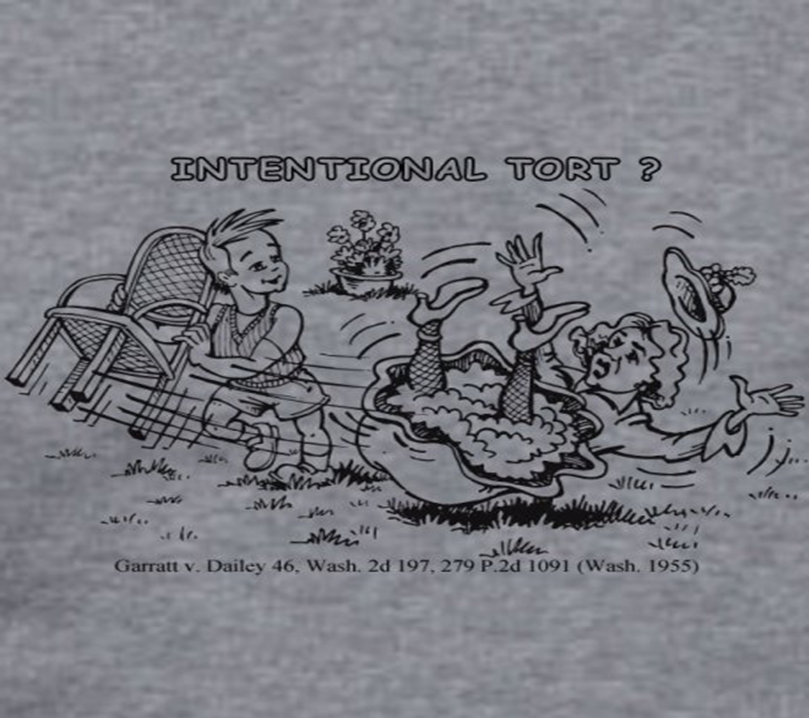 INTENTIONAL TORT ?
Garratt v. Dailey 46, Wash. 2d 197, 279 P.2d 1091 (Wash. 1955)